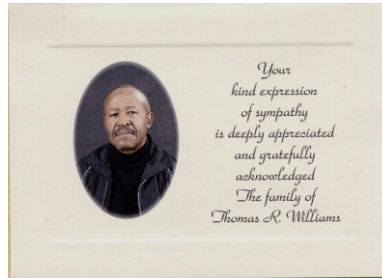 Your
kind expression
of sympathy
is deeply appreciated
and gratefully
acknowledged
The family of
Thomas R. Williams